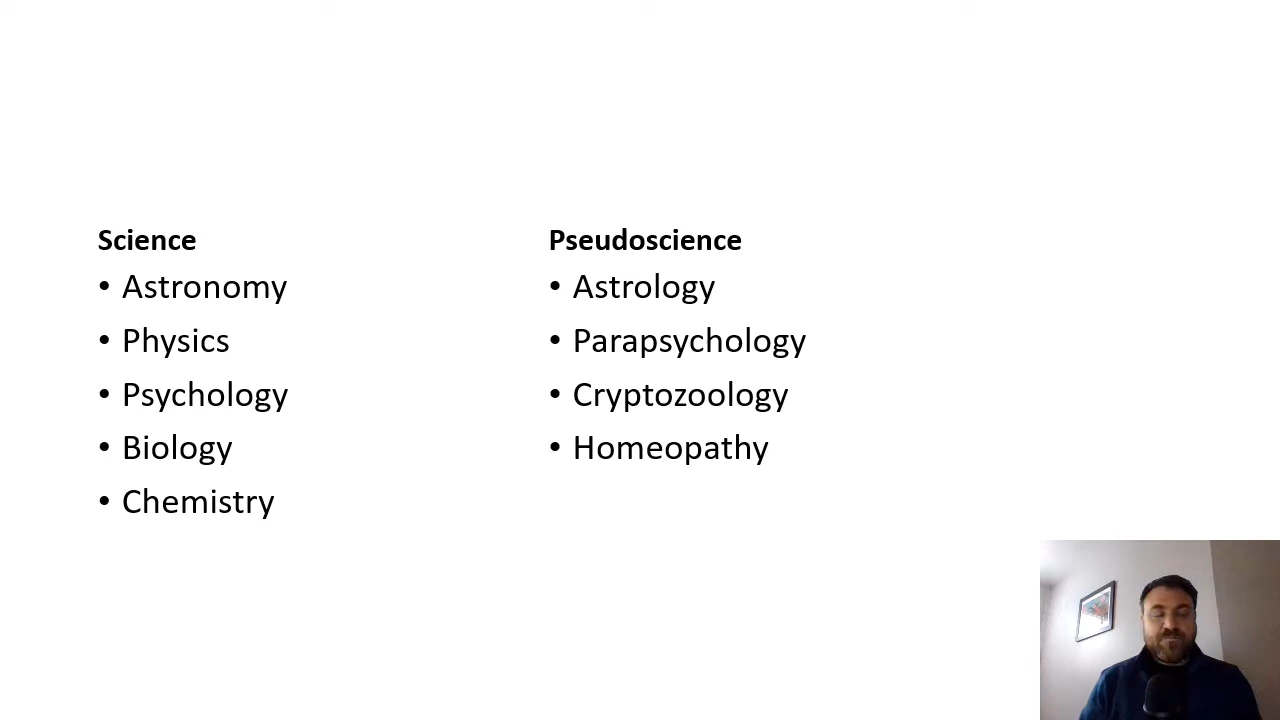 Science
• Astronomy
• Physics
• Psychology
• Biology
• Chemistry
Pseudoscience
• Astrology
• Parapsychology
• Cryptozoology
• Homeopathy